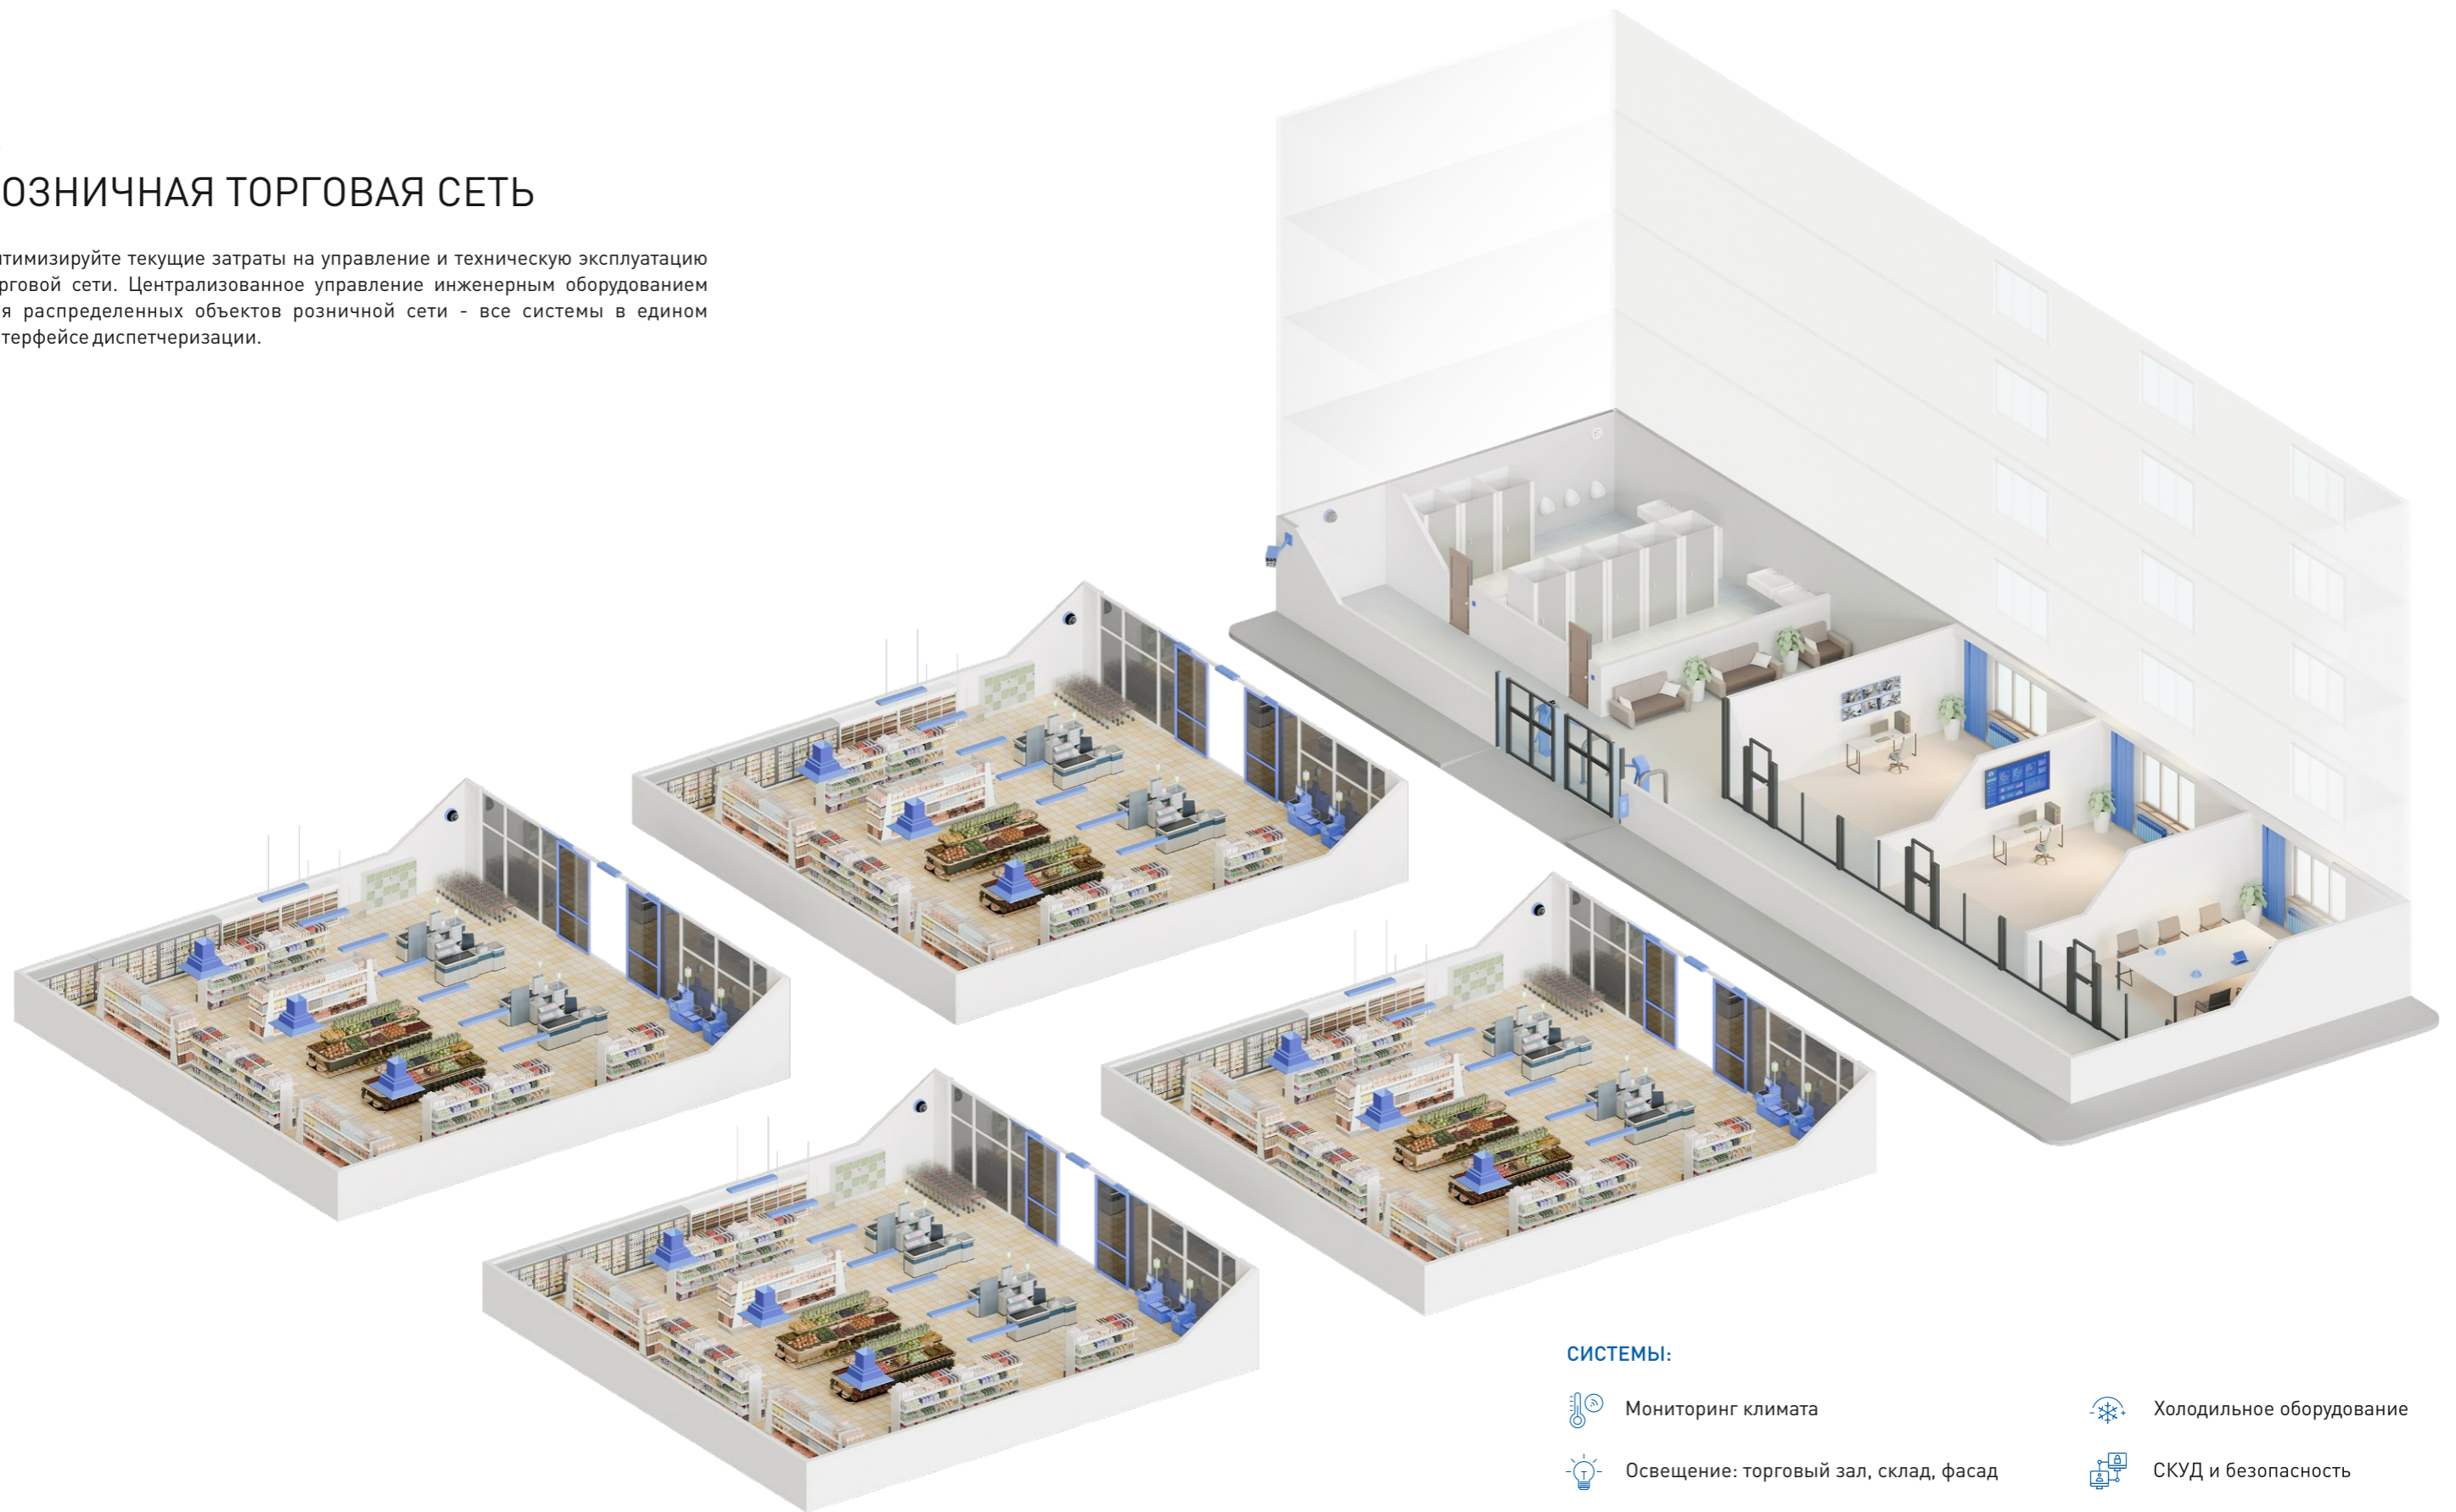 ОЗНИЧНАЯ ТОРГОВАЯ СЕТЬ
тимизируйте текущие затраты на управление и техническую эксплуатацию
рговой сети. Централизованное управление инженерным оборудованием
я распределенных объектов розничной сети - все системы в едином
терфейсе диспетчеризации.
СИСТЕМЫ:
Мониторинг климата
Холодильное оборудование
Освещение: торговый зал, склад, фасад
СКУД и безопасность